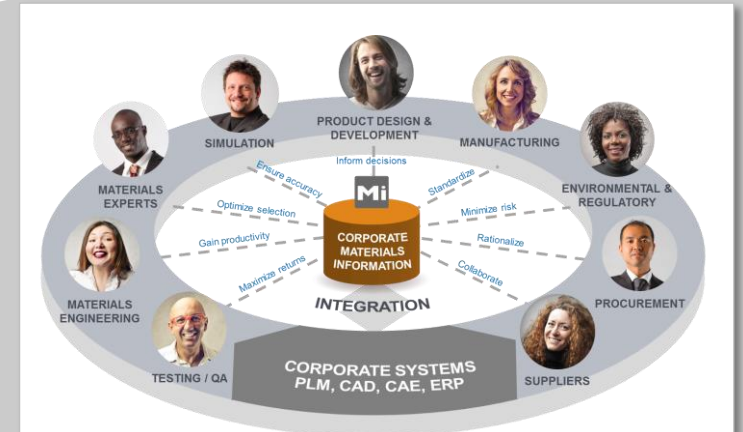 PRODUCT DESIGN &
DEVELOPMENT
SIMULATION
MANUFACTURING
Inform decisions
Ensure accuracy
Standardize
MATERIALS
EXPERTS
Mi
ENVIRONMENTAL &
REGULATORY
Optimize selection
Minimize risk
Gain productivity
CORPORATE
MATERIALS
INFORMATION
Rationalize
Maximize returns
Collaborate
MATERIALS
ENGINEERING
INTEGRATION
PROCUREMENT
TESTING / QA
CORPORATE SYSTEMS
PLM, CAD, CAE, ERP
SUPPLIERS